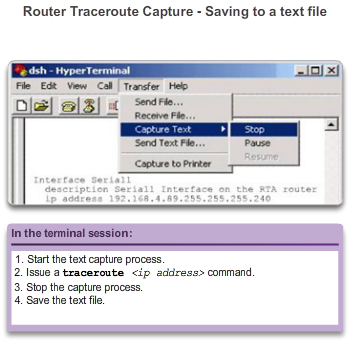 Router Traceroute Capture - Saving to a text file
dsh - HyperTerminal
File Edit View Call Transfer Help
Send File...
Receive File...
Capture Text
Send Text File...
Capture to Printer
Stop
Pause
Resume
Interface Serial1
description Serial1 Interface on the RTA router
ip address 192.168.4.89.255.255.255.240
In the terminal session:
1. Start the text capture process.
2. Issue a traceroute <ip address> command.
3. Stop the capture process.
4. Save the text file.